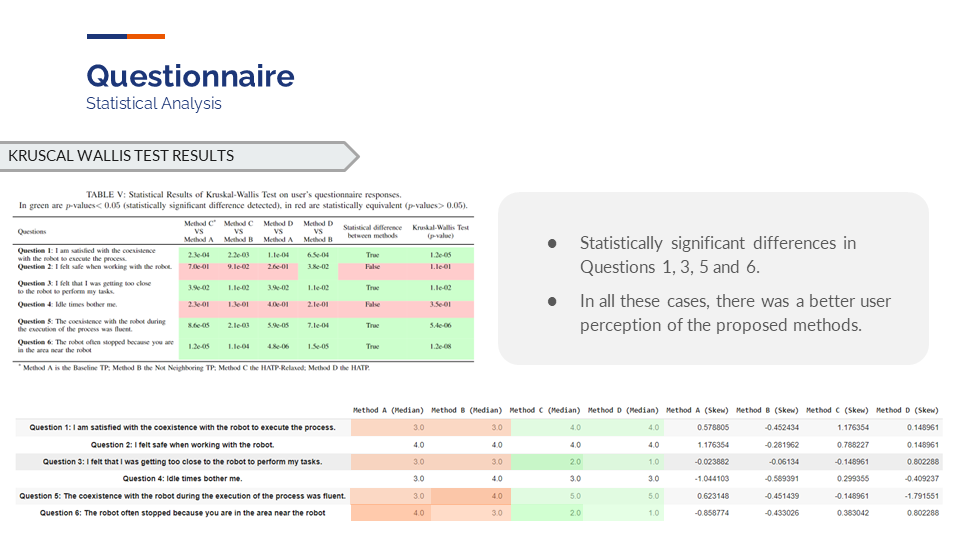 Questionnaire
Statistical Analysis
KRUSCAL WALLIS TEST RESULTS
TABLE V: Statistical Results of Kruskal-Wallis Test on user's questionnaire responses.
In green are p-values< 0.05 (statistically significant difference detected), in red are statistically equivalent (p-values> 0.05).
Questions Method C* VS Method A Method C VS Method B Method D VS Method A Method D VS Method B Statistical difference between methods Kruskal-Wallis Test (p-value)
Question 1: I am satisfied with the coexistence
with the robot to execute the process. 2.3e-04 2.2e-03 1.1e-04 6.5e-04 True 1.2e-05
Question 2: I felt safe when working with the robot. 7.0e-01 9.1e-02 2.6e-01 3.8e-02 False 1.1e-01
Question 3: I felt that I was getting too close
to the robot to perform my tasks. 3.9e-02 1.1e-02 3.9e-02 1.1e-02 True 1.1e-02
Question 4: Idle times bother me. 2.3e-01 1.3e-01 4.0e-01 2.1e-01 False 3.5e-01
Question 5: The coexistence with the robot during
the execution of the process was fluent. 8.6e-05 2.1e-03 5.9e-05 7.1e-04 True 5.4e-06
Question 6: The robot often stopped because you are
in the area near the robot 1.2e-05 1.1e-04 4.8e-06 1.5e-05 True 1.2e-08
* Method A is the Baseline TP; Method B the Not Neighboring TP; Method C the HATP-Relaxed; Method D the HATP.
● Statistically significant differences in
Questions 1, 3, 5 and 6.
● In all these cases, there was a better user
perception of the proposed methods.
Method A (Median) Method B (Median) Method C (Median) Method D (Median) Method A (Skew) Method B (Skew) Method C (Skew) Method D (Skew)
Question 1: I am satisfied with the coexistence with the robot to execute the process. 3.0 3.0 4.0 4.0 0.578805 -0.452434 1.176354 0.148961
Question 2: I felt safe when working with the robot. 4.0 4.0 4.0 4.0 1.176354 -0.281962 0.788227 0.148961
Question 3: I felt that I was getting too close to the robot to perform my tasks. 3.0 3.0 2.0 1.0 -0.023882 -0.06134 -0.148961 0.802288
Question 4: Idle times bother me. 3.0 4.0 3.0 3.0 -1.044103 -0.589391 0.299355 -0.409237
Question 5: The coexistence with the robot during the execution of the process was fluent. 3.0 4.0 5.0 5.0 0.623148 -0.451439 -0.148961 -1.791551
Question 6: The robot often stopped because you are in the area near the robot 4.0 3.0 2.0 1.0 -0.858774 -0.433026 0.383042 0.802288